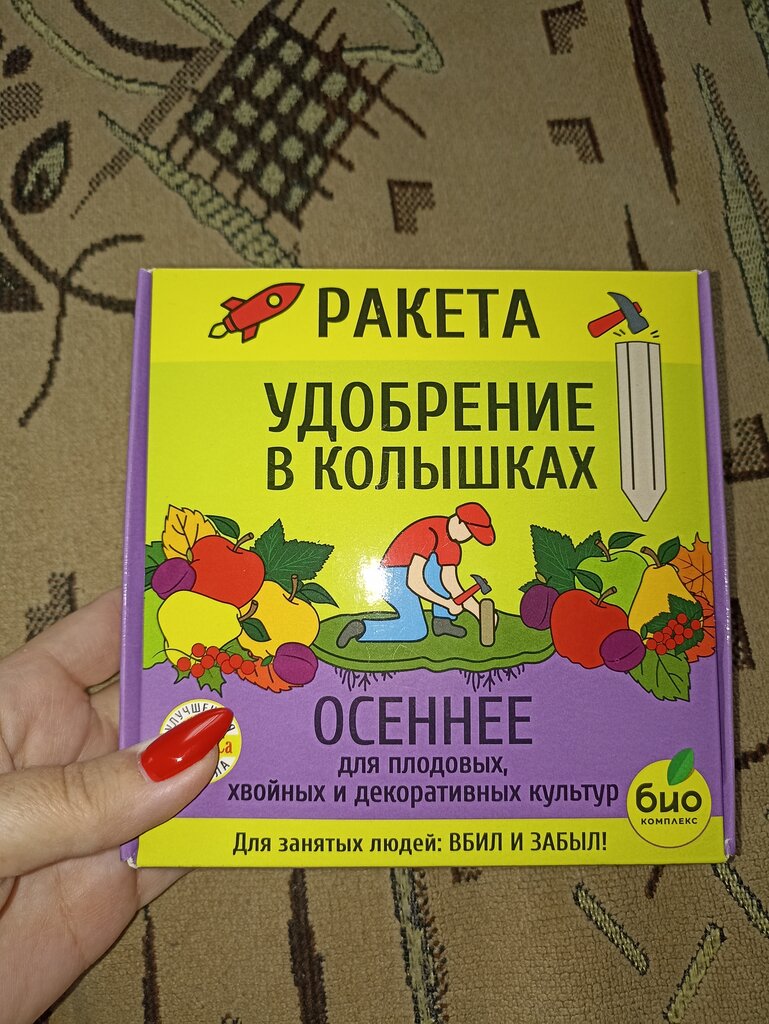 РАКЕТА
УДОБРЕНИЕ
В КОЛЫШКАХ
ОСЕННЕЕ
для плодовых,
хвойных и декоративных культур
био
КОМПЛЕКС
Для занятых людей: ВБИЛ И ЗАБЫЛ!